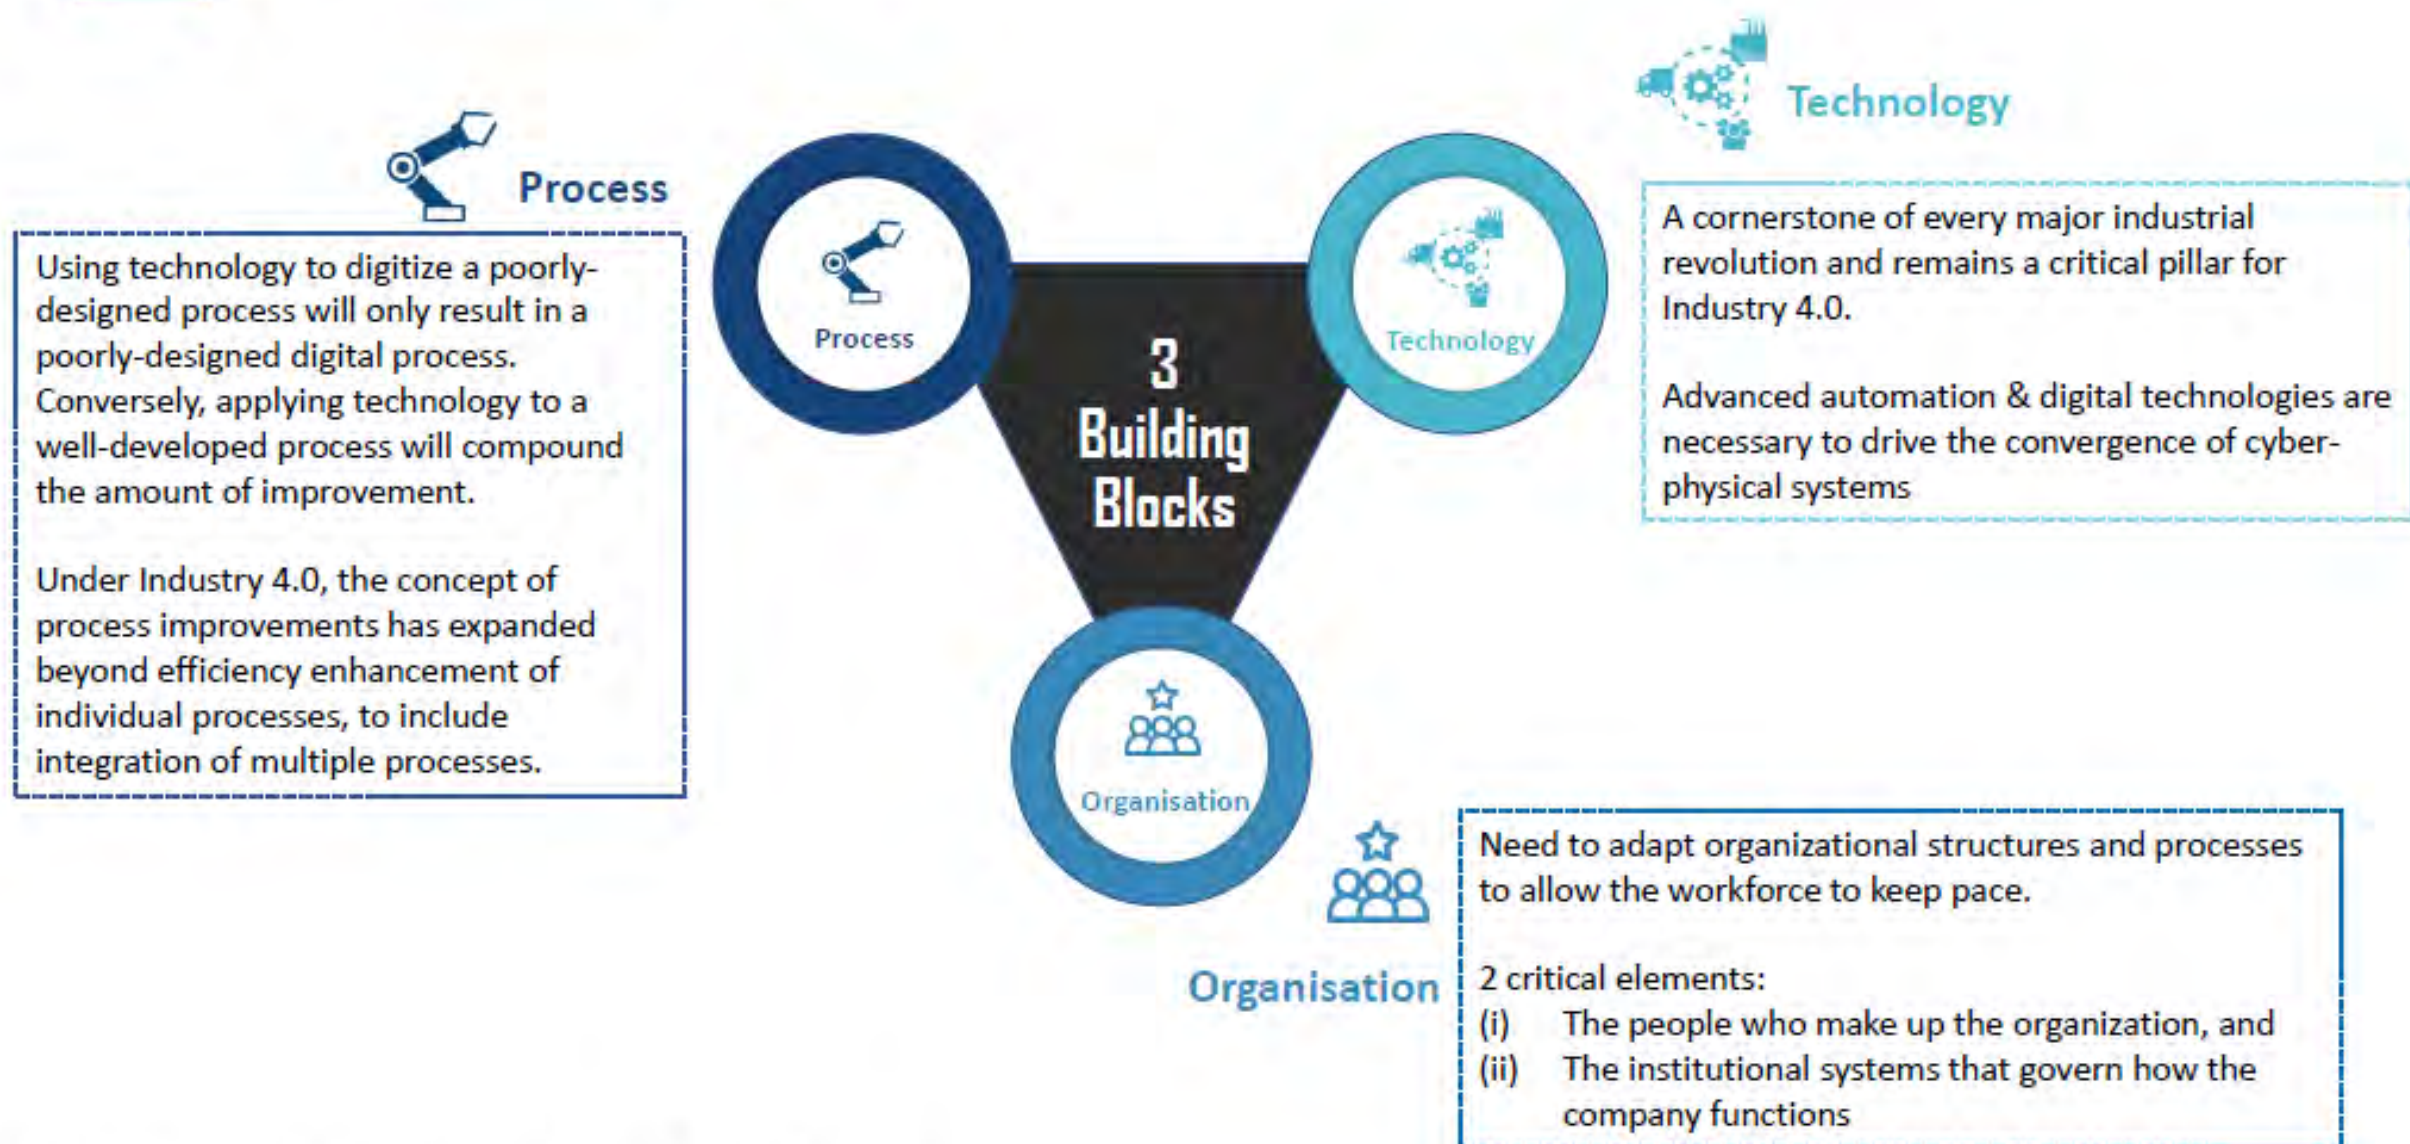 Technology
Process
A cornerstone of every major industrial
revolution and remains a critical pillar for
Industry 4.0.
Advanced automation & digital technologies are
necessary to drive the convergence of cyber-
physical systems
Using technology to digitize a poorly-
designed process will only result in a
poorly-designed digital process.
Conversely, applying technology to a
well-developed process will compound
the amount of improvement.
Under Industry 4.0, the concept of
process improvements has expanded
beyond efficiency enhancement of
individual processes, to include
integration of multiple processes.
Process
Technology
3
Building
Blocks
Organisation
Organisation
Need to adapt organizational structures and processes
to allow the workforce to keep pace.
2 critical elements:
(i) The people who make up the organization, and
(ii) The institutional systems that govern how the
company functions